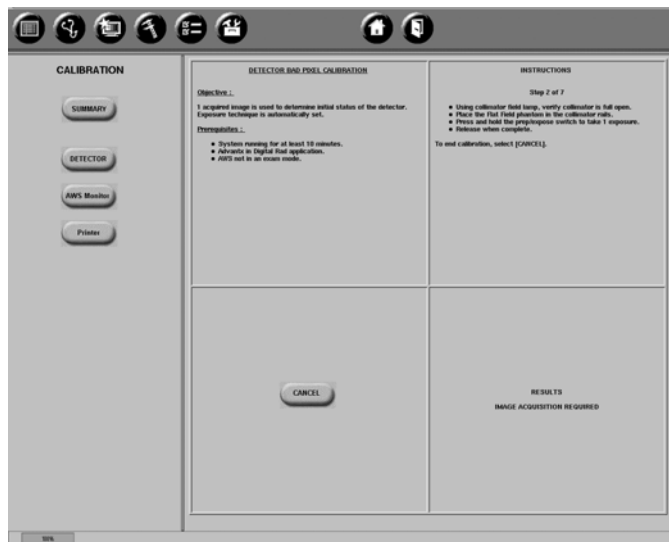 CALIBRATION
SUMMARY
DETECTOR
AWS Monitor
Printer
DETECTOR BAD PIXEL CALIBRATION
Objective :
1 acquired image is used to determine initial status of the detector.
Exposure technique is automatically set.
Prerequisites :
• System running for at least 10 minutes.
• Advantx in Digital Rad application.
• AWS not in an exam mode.
INSTRUCTIONS
Step 2 of 7
• Using collimator field lamp, verify collimator is full open.
• Place the Flat Field phantom in the collimator rails.
• Press and hold the prep/expose switch to take 1 exposure.
• Release when complete.
To end calibration, select [CANCEL].
CANCEL
RESULTS
IMAGE ACQUISITION REQUIRED